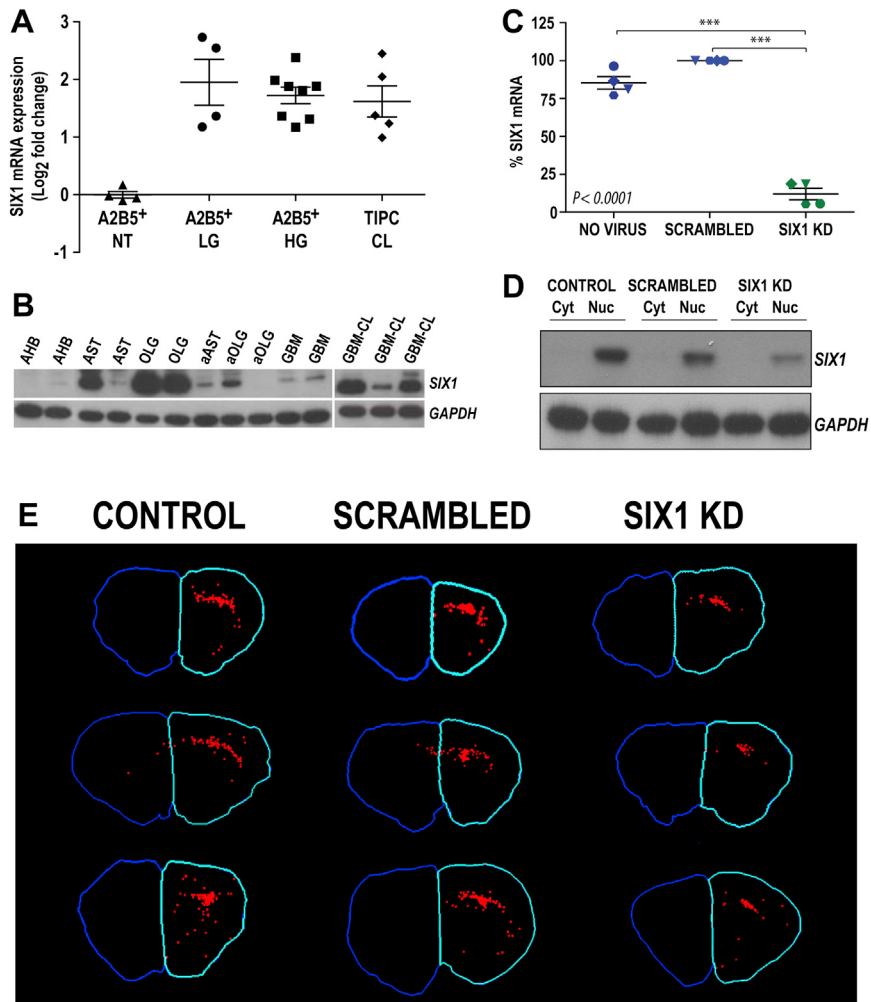 A
SIX1 mRNA expression
(Log2 fold change)
3
2
1
0
-1
A2B5+
NT
A2B5+
LG
A2B5+
HG
TIPC
CL
B
AHB
AHB
AST
AST
OLG
OLG
aAST
aOLG
aOLG
GBM
GBM
GBM-CL
GBM-CL
GBM-CL
SIX1
GAPDH
C
% SIX1 mRNA
125
100
75
50
25
0
***
***
P< 0.0001
NO VIRUS
SCRAMBLED
SIX1 KD
D
CONTROL SCRAMBLED SIX1 KD
Cyt Nuc Cyt Nuc Cyt Nuc
SIX1
GAPDH
E
CONTROL SCRAMBLED SIX1 KD